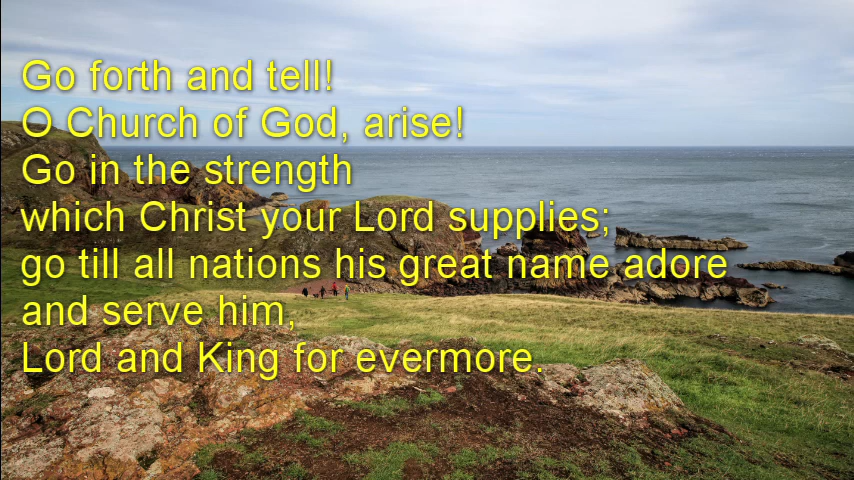 Go forth and tell!
O Church of God, arise!
Go in the strength
which Christ your Lord supplies;
go till all nations his great name adore
and serve him,
Lord and King for evermore.